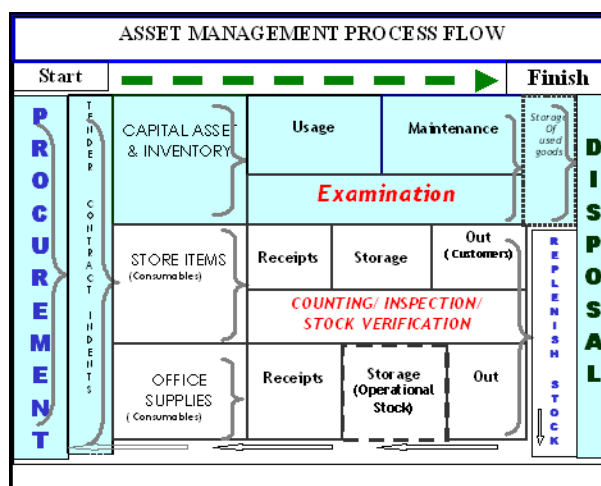 ASSET MANAGEMENT PROCESS FLOW
Start
Finish
PROCUREMENT
TENDER CONTRACT INDENTS
CAPITAL ASSET
& INVENTORY
Usage
Maintenance
Storage
Of
used
goods
Examination
DISPOSAL
STORE ITEMS
(Consumables)
Receipts
Storage
Out
( Customers)
COUNTING/ INSPECTION/
STOCK VERIFICATION
REPLENISH STOCK
OFFICE
SUPPLIES
( Consumables)
Receipts
Storage
(Operational
Stock)
Out